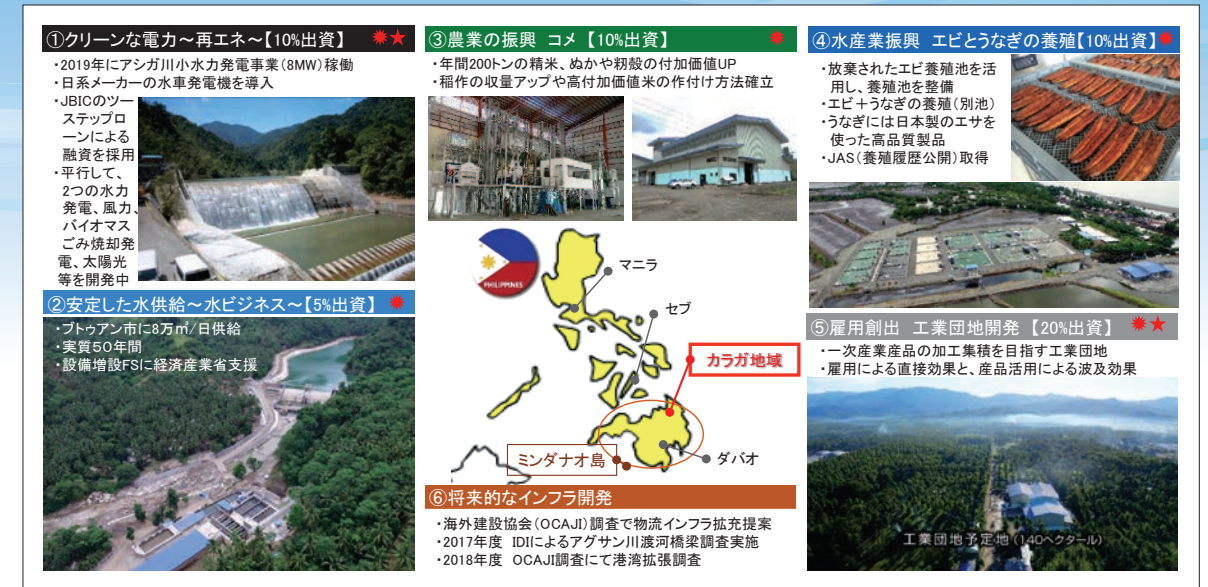 ①クリーンな電力～再エネ～【10%出資】
・2019年にアシガ川小水力発電事業(8MW)稼働
・日系メーカーの水車発電機を導入
・JBICのツー
ステップロ
ーンによる
融資を採用
・平行して、
2つの水力
発電、風力、
バイオマス
ごみ焼却発
電、太陽光
等を開発中
②安定した水供給～水ビジネス～【5%出資】
・ブトゥアン市に8万㎥/日供給
・実質50年間
・設備増設FSに経済産業省支援
③農業の振興 コメ 【10%出資】
・年間200トンの精米、ぬかや籾殻の付加価値UP
・稲作の収量アップや高付加価値米の作付け方法確立
PHILIPPINES
マニラ
セブ
カラガ地域
ミンダナオ島
ダバオ
⑥将来的なインフラ開発
・海外建設協会(OCAJI)調査で物流インフラ拡充提案
・2017年度 IDIによるアグサン川渡河橋梁調査実施
・2018年度 OCAJI調査にて港湾拡張調査
④水産業振興 エビとうなぎの養殖【10%出資】
・放棄されたエビ養殖池を活
用し、養殖池を整備
・エビ+うなぎの養殖(別池)
・うなぎには日本製のエサを
使った高品質製品
・JAS(養殖履歴公開)取得
⑤雇用創出 工業団地開発 【20%出資】
・一次産業産品の加工集積を目指す工業団地
・雇用による直接効果と、産品活用による波及効果
工業団地予定地(140ヘクタール)